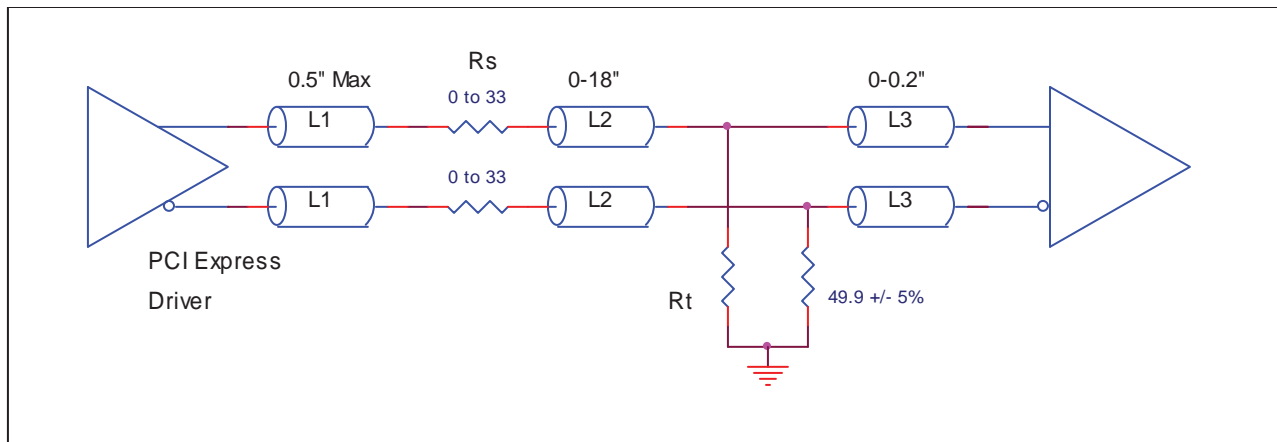 Rs
0.5" Max
0-18"
0-0.2"
0 to 33
L1
L2
L3
0 to 33
L1
L2
L3
PCI Express
Driver
Rt
49.9 +/- 5%